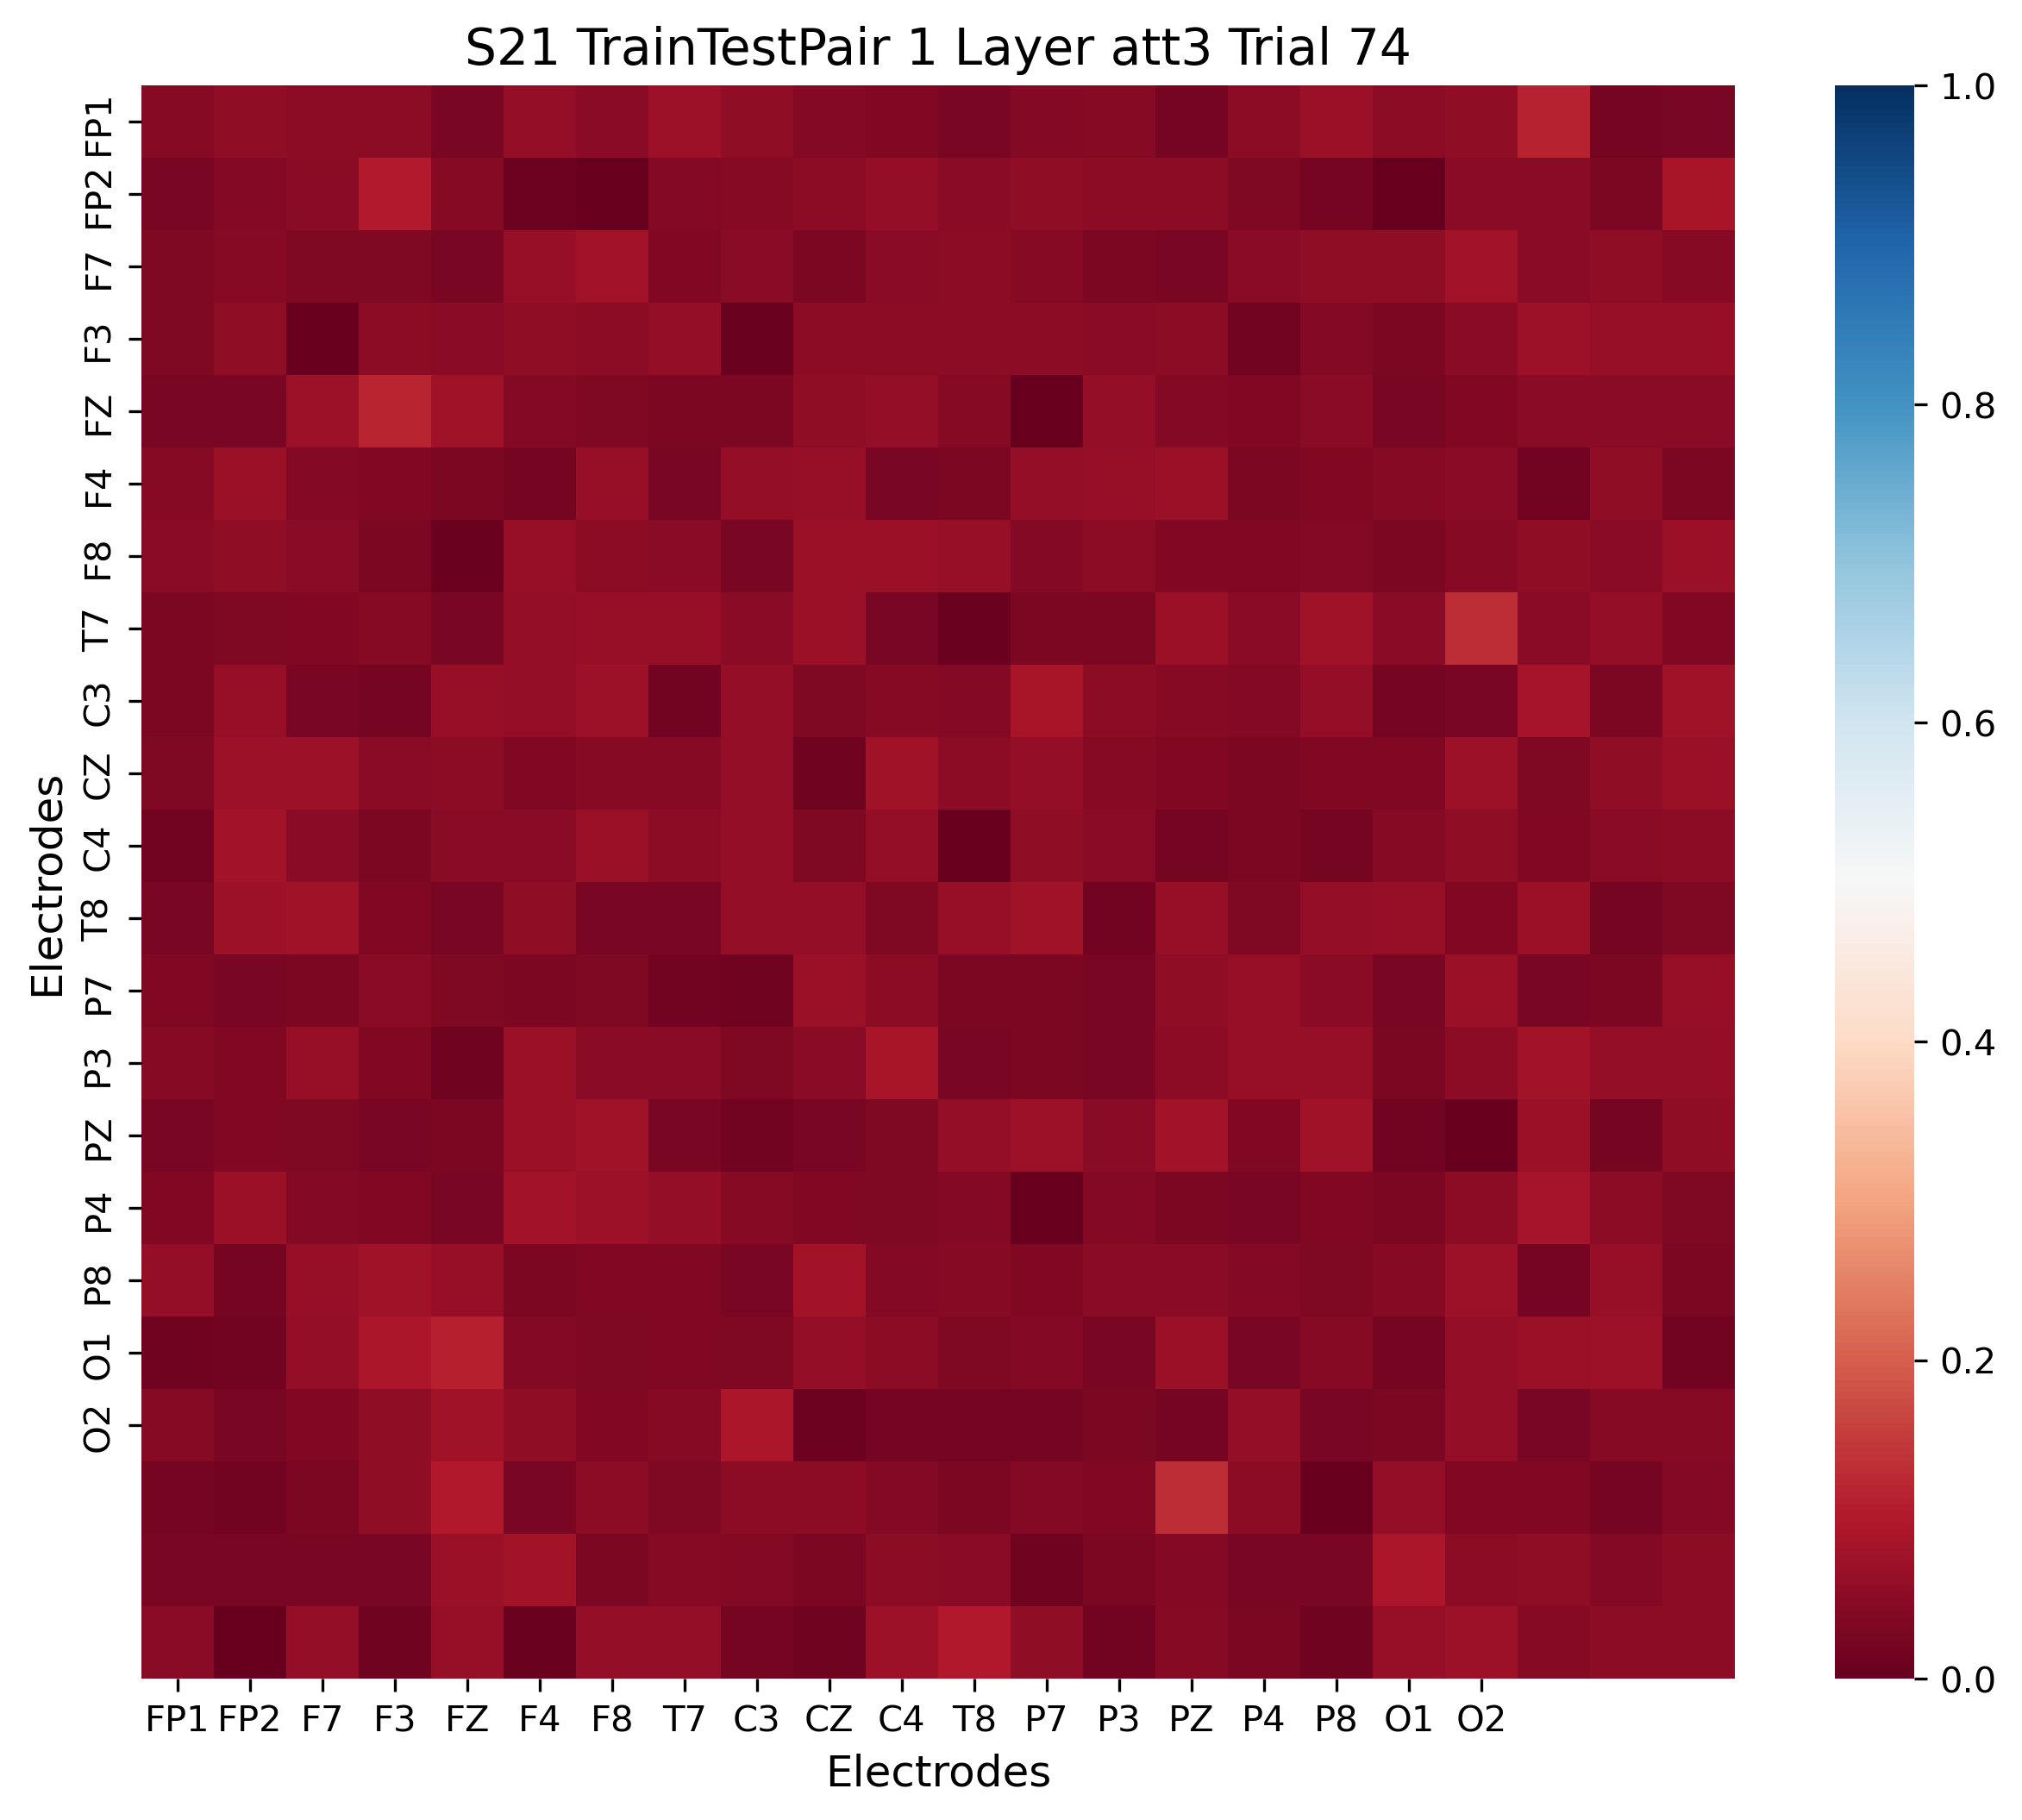 S21 TrainTestPair 1 Layer att3 Trial 74
Electrodes
FP1
FP2
F7
F3
FZ
F4
F8
T7
C3
CZ
C4
T8
P7
P3
PZ
P4
P8
O1
O2
FP1 FP2 F7 F3 FZ F4 F8 T7 C3 CZ C4 T8 P7 P3 PZ P4 P8 O1 O2
Electrodes
1.0
0.8
0.6
0.4
0.2
0.0